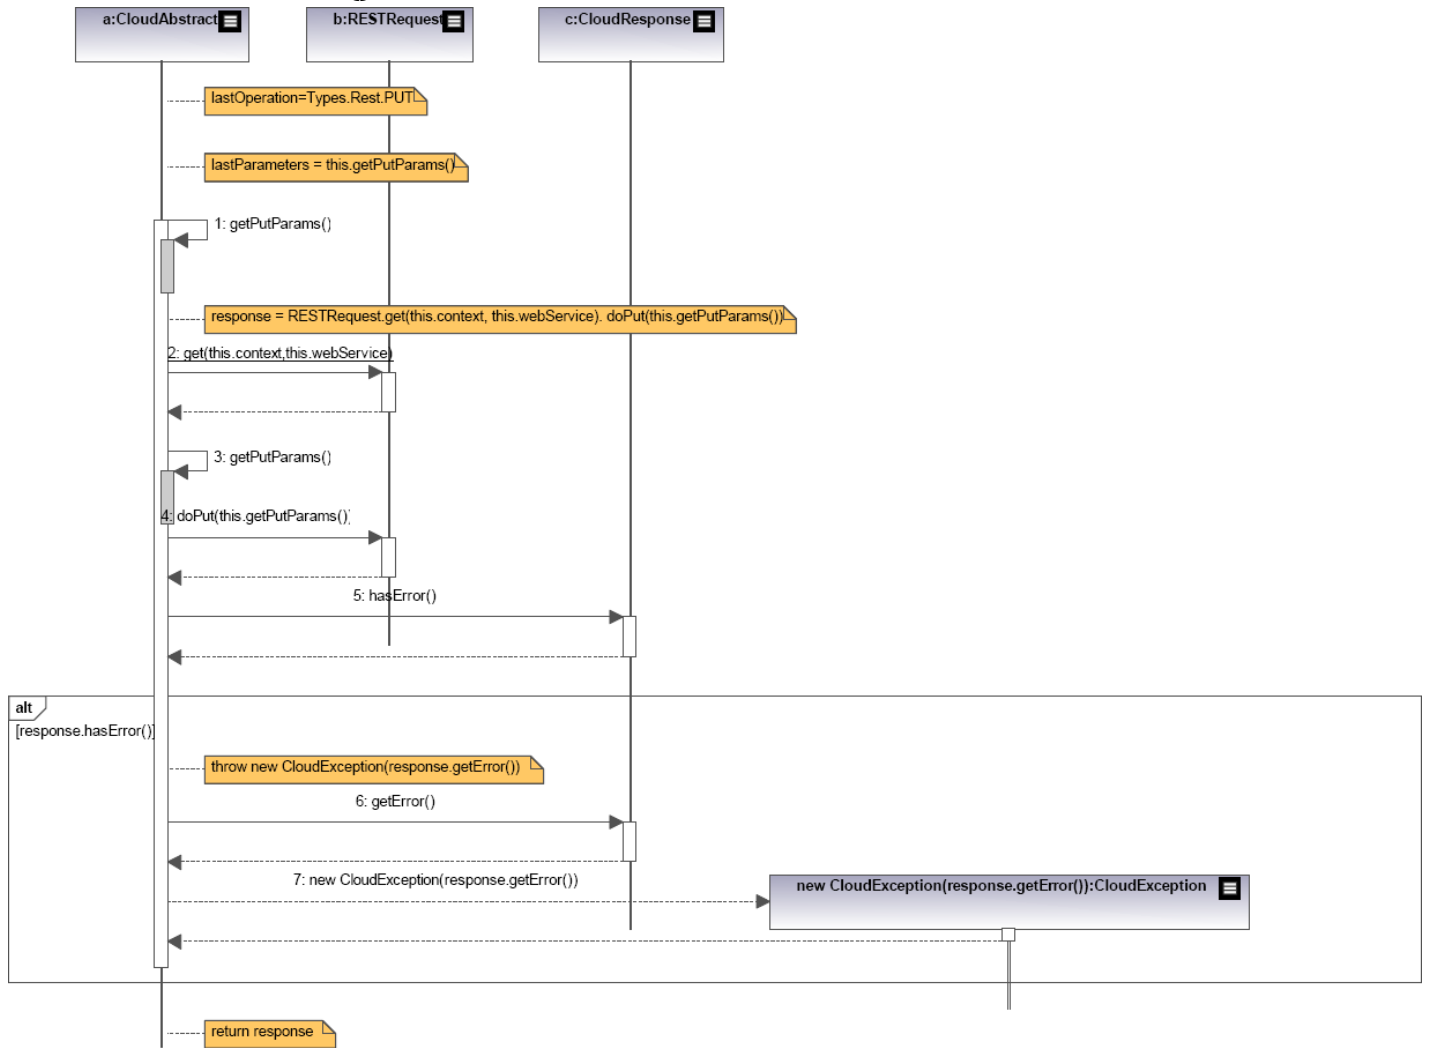 a:CloudAbstract
b:RESTRequest
c:CloudResponse
lastOperation=Types.Rest.PUT
lastParameters = this.getPutParams()
1: getPutParams()
response = RESTRequest.get(this.context, this.webService). doPut(this.getPutParams())
2: get(this.context,this.webService)
3: getPutParams()
4: doPut(this.getPutParams())
5: hasError()
alt
[response.hasError()]
throw new CloudException(response.getError())
6: getError()
7: new CloudException(response.getError())
new CloudException(response.getError()):CloudException
return response